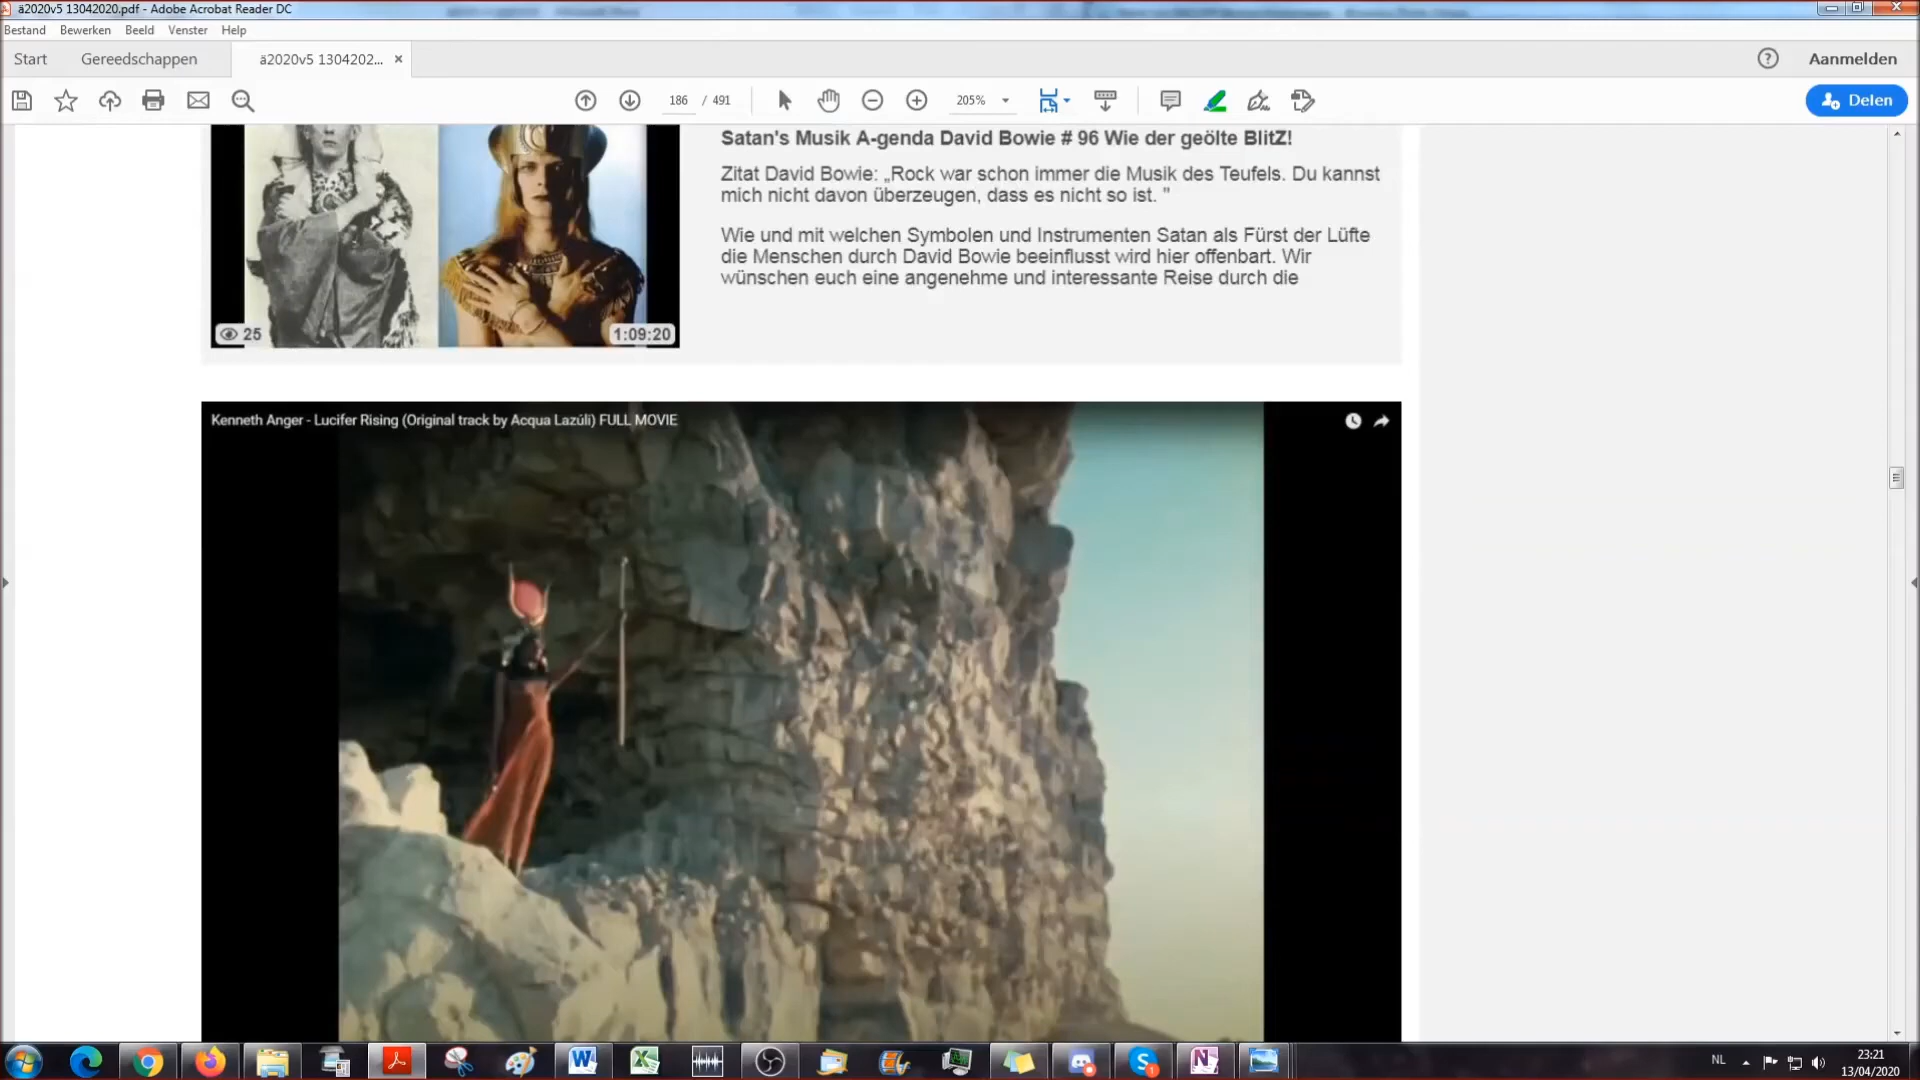 ä2020v5 13042020.pdf - Adobe Acrobat Reader DC
Bestand Bewerken Beeld Venster Help
Start Gereedschappen ä2020v5 1304202... × Aanmelden
186 / 491 205% Delen
Satan's Musik A-genda David Bowie # 96 Wie der geölte BlitZ!
Zitat David Bowie: „Rock war schon immer die Musik des Teufels. Du kannst
mich nicht davon überzeugen, dass es nicht so ist. "
Wie und mit welchen Symbolen und Instrumenten Satan als Fürst der Lüfte
die Menschen durch David Bowie beeinflusst wird hier offenbart. Wir
wünschen euch eine angenehme und interessante Reise durch die
25 1:09:20
Kenneth Anger - Lucifer Rising (Original track by Acqua Lazúli) FULL MOVIE
NL 23:21
13/04/2020